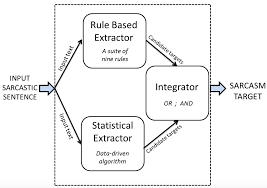 Rule Based
Extractor
A suite of
nine rules
Input text
Candidate targets
INPUT
SARCASTIC
SENTENCE
Integrator
OR ; AND
SARCASM
TARGET
Input text
Candidate targets
Statistical
Extractor
Data-driven
algorithm